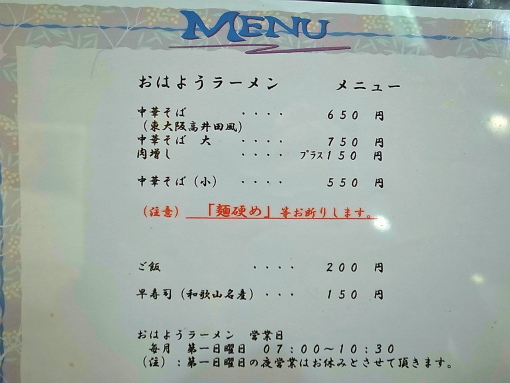 MENU
おはようラーメン メニュー
中華そば ・・・・ 650 円
(東大阪高井田風)
中華そば 大 ・・・・ 750 円
肉増し プラス150 円
中華そば(小) ・・・・ 550 円
(注意) 「麺硬め」等お断りします。
ご飯 ・・・・ 200 円
早寿司(和歌山名産)・・・ 150 円
おはようラーメン 営業日
毎月 第一日曜日 07:00~10:30
(注):第一日曜日の夜営業はお休みとさせて頂きます。